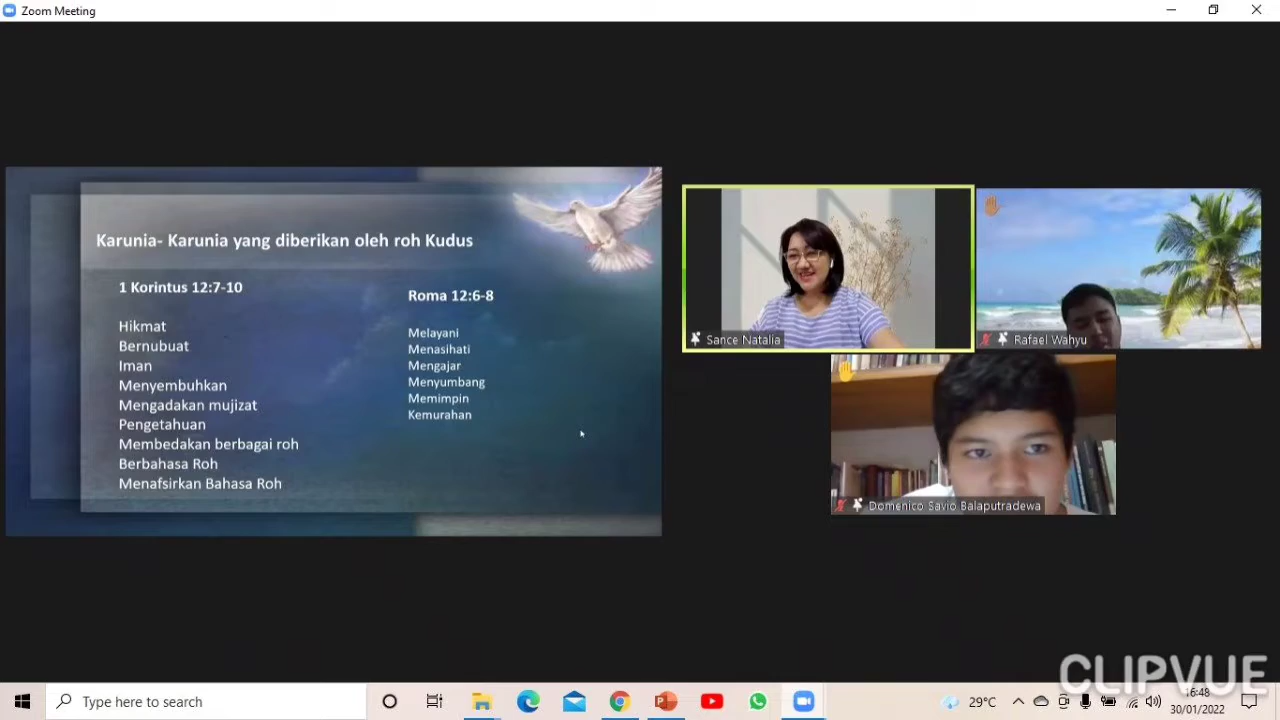 Zoom Meeting
Karunia- Karunia yang diberikan oleh roh Kudus
1 Korintus 12:7-10
Hikmat
Bernubuat
Iman
Menyembuhkan
Mengadakan mujizat
Pengetahuan
Membedakan berbagai roh
Berbahasa Roh
Menafsirkan Bahasa Roh
Roma 12:6-8
Melayani
Menasihati
Mengajar
Menyumbang
Memimpin
Kemurahan
Sance Natalia
Rafael Wahyu
Domenico Savio Balaputradewa
CLIPVUE
Type here to search
29°C
16:48
30/01/2022